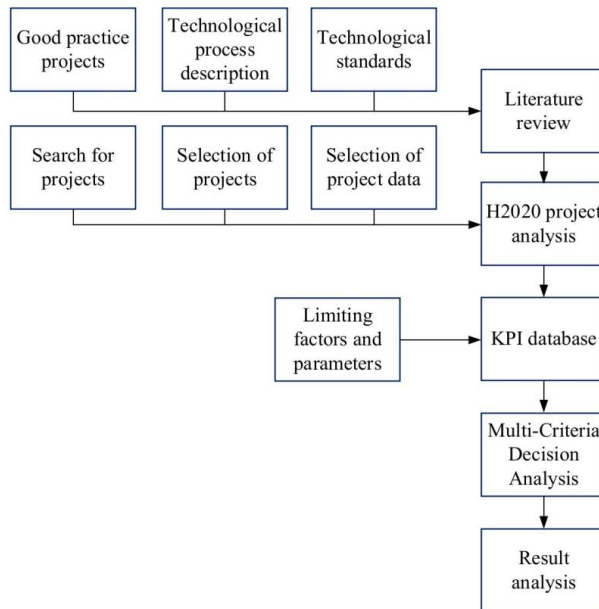 Good practice
projects
Technological
process
description
Technological
standards
Literature
review
Search for
projects
Selection of
projects
Selection of
project data
H2020 project
analysis
Limiting
factors and
parameters
KPI database
Multi-Criteria
Decision
Analysis
Result
analysis